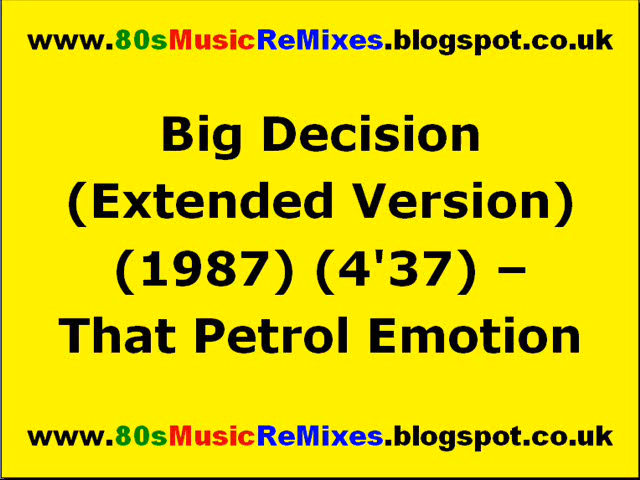 www.80sMusicReMixes.blogspot.co.uk
Big Decision
(Extended Version)
(1987) (4'37) –
That Petrol Emotion
www.80sMusicReMixes.blogspot.co.uk